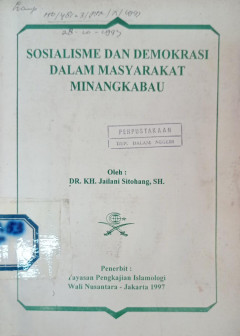 SOSIALISME DAN DEMOKRASI
DALAM MASYARAKAT
MINANGKABAU
PERPUSTAKAAN
Oleh :
DR. KH. Jailani Sitohang, SH.
Penerbit :
Yayasan Pengkajian Islamologi
Wali Nusantara - Jakarta 1997